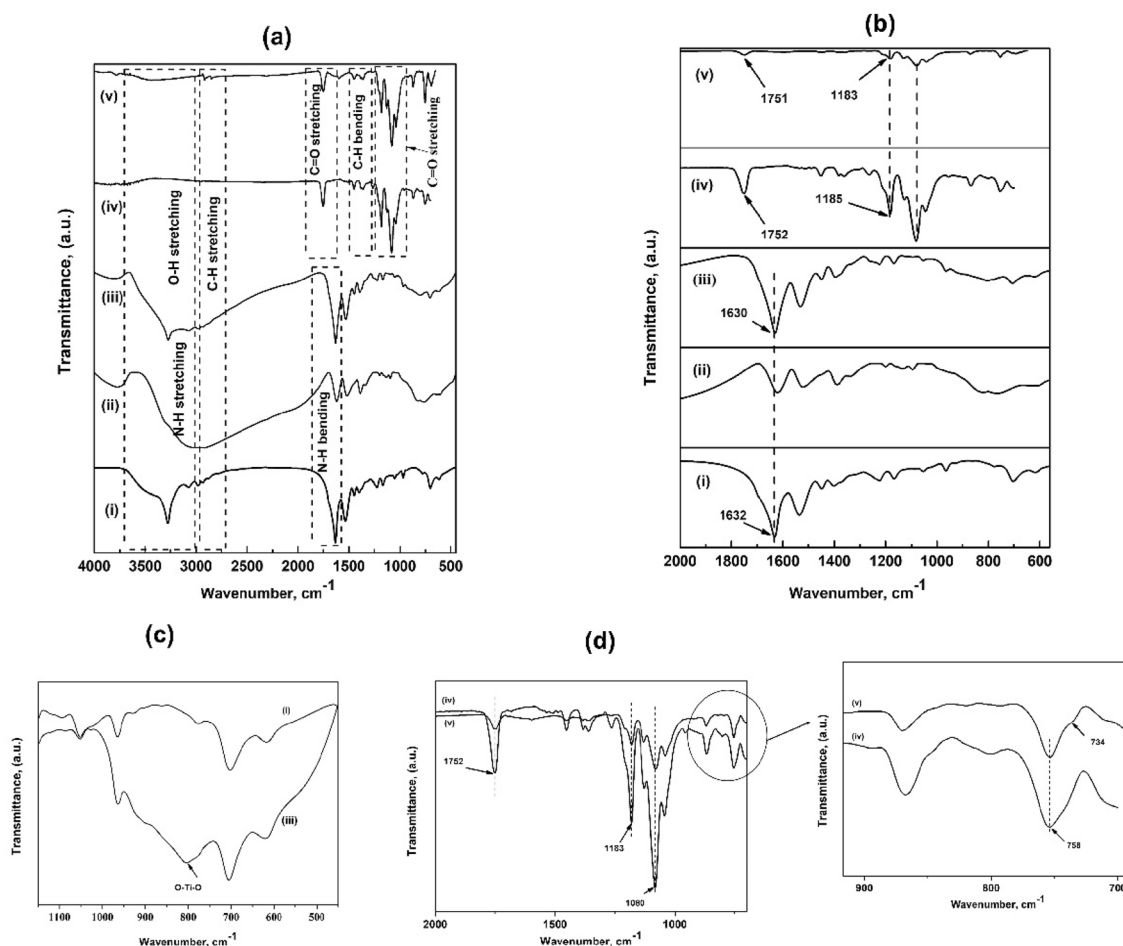 (a)
Transmittance, (a.u.)
(v)
(iv)
(iii)
(ii)
(i)
O-H stretching
N-H stretching
C-H stretching
C=O stretching
C-H bending
C=O stretching
N-H bending
4000 3500 3000 2500 2000 1500 1000 500
Wavenumber, cm⁻¹
(b)
Transmittance, (a.u.)
(v)
1751
1183
(iv)
1752
1185
(iii)
1630
(ii)
(i)
1632
2000 1800 1600 1400 1200 1000 800 600
Wavenumber, cm⁻¹
(c)
Transmittance, (a.u.)
(i)
(iii)
O-Ti-O
1100 1000 900 800 700 600 500
Wavenumber, cm⁻¹
(d)
Transmittance, (a.u.)
(iv)
(v)
1752
1183
1080
2000 1500 1000
Wavenumber, cm⁻¹
Transmittance, (a.u.)
(v)
(iv)
734
758
900 800 700
Wavenumber, cm⁻¹